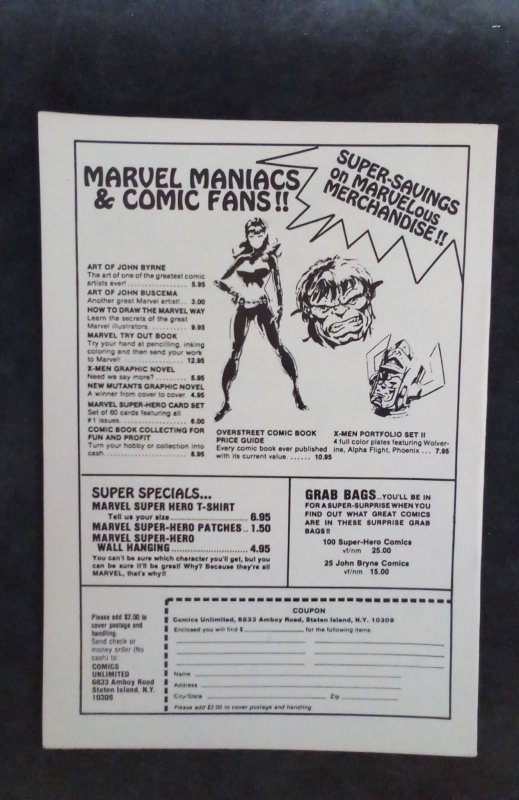 MARVEL MANIACS
& COMIC FANS!!
SUPER-SAVINGS
on MARVELous
MERCHANDISE!!
ART OF JOHN BYRNE
The art of one of the greatest comic
artists ever! .................. 5.95
ART OF JOHN BUSCEMA
Another great Marvel artist! .. 3.00
HOW TO DRAW THE MARVEL WAY
Learn the secrets of the great
Marvel illustrators. ............ 9.95
MARVEL TRY OUT BOOK
Try your hand at pencilling, inking
coloring and then send your work
to Marvel! .................... 12.95
X-MEN GRAPHIC NOVEL
Need we say more? ............ 5.95
NEW MUTANTS GRAPHIC NOVEL
A winner from cover to cover. 4.95
MARVEL SUPER-HERO CARD SET
Set of 60 cards featuring all
#1 issues. .................... 6.00
COMIC BOOK COLLECTING FOR
FUN AND PROFIT
Turn your hobby or collection into
cash .......................... 8.95
OVERSTREET COMIC BOOK
PRICE GUIDE
Every comic book ever published
with its current value. ...... 10.95
X-MEN PORTFOLIO SET II
4 full color plates featuring Wolver-
ine, Alpha Flight, Phoenix ... 7.95
SUPER SPECIALS...
MARVEL SUPER HERO T-SHIRT
Tell us your size .................... 6.95
MARVEL SUPER-HERO PATCHES .. 1.50
MARVEL SUPER-HERO
WALL HANGING .................... 4.95
You can't be sure which character you'll get, but you
can be sure it'll be great! Why? Because they're all
MARVEL, that's why!!
GRAB BAGS...YOU'LL BE IN
FOR A SUPER-SURPRISE WHEN YOU
FIND OUT WHAT GREAT COMICS
ARE IN THESE SURPRISE GRAB
BAGS!!
100 Super-Hero Comics
vf/nm 25.00
25 John Bryne Comics
vf/nm 15.00
Please add $2.00 to
cover postage and
handling.
Send check or
money order (No
cash) to:
COMICS
UNLIMITED
6833 Amboy Road
Staten Island, N.Y.
10309
COUPON
Comics Unlimited, 6833 Amboy Road, Staten Island, N.Y. 10309
Enclosed you will find $__________ for the following items:
Name
Address
City/State Zip
Please add $2.00 to cover postage and handling.